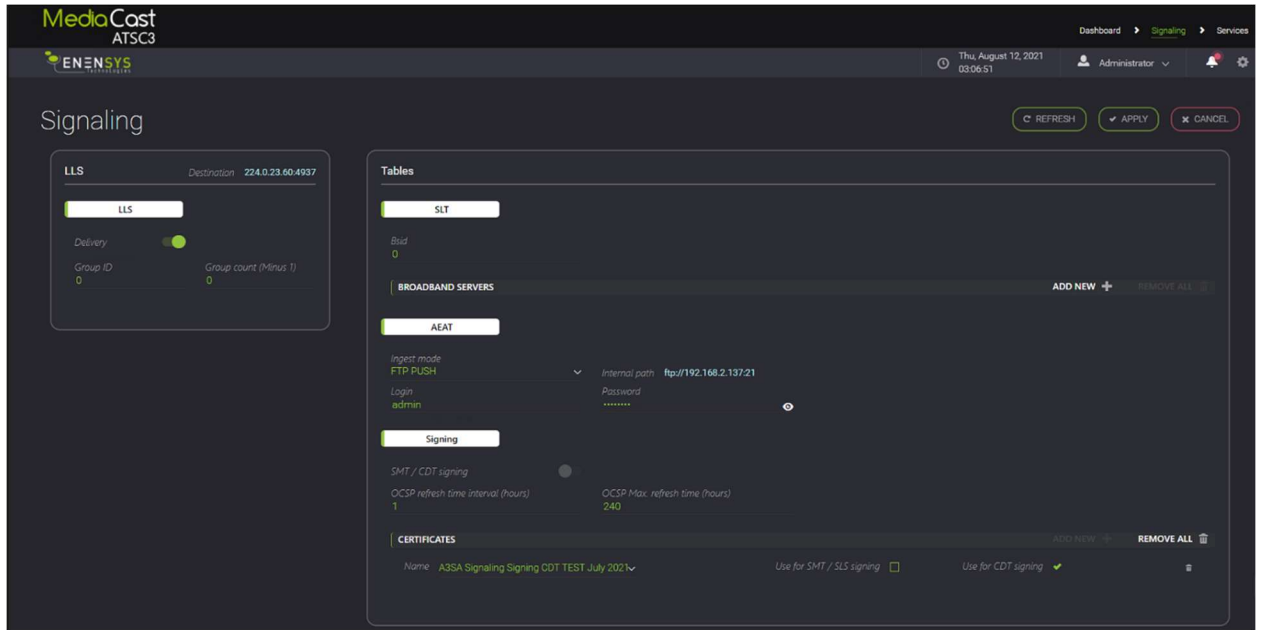 MediaCast
ATSC3
Dashboard > Signaling > Services
ENENSYS
Technologies
Thu, August 12, 2021
03:06:51
Administrator
Signaling
REFRESH
APPLY
CANCEL
LLS
Destination 224.0.23.60:4937
LLS
Delivery
Group ID
0
Group count (Minus 1)
0
Tables
SLT
Bsid
0
BROADBAND SERVERS
ADD NEW +
REMOVE ALL
AEAT
Ingest mode
FTP PUSH
Internal path ftp://192.168.2.137:21
Login
admin
Password
••••••••
Signing
SMT / CDT signing
OCSP refresh time interval (hours)
1
OCSP Max. refresh time (hours)
240
CERTIFICATES
ADD NEW +
REMOVE ALL
Name A3SA Signaling Signing CDT TEST July 2021
Use for SMT / SLS signing
Use for CDT signing